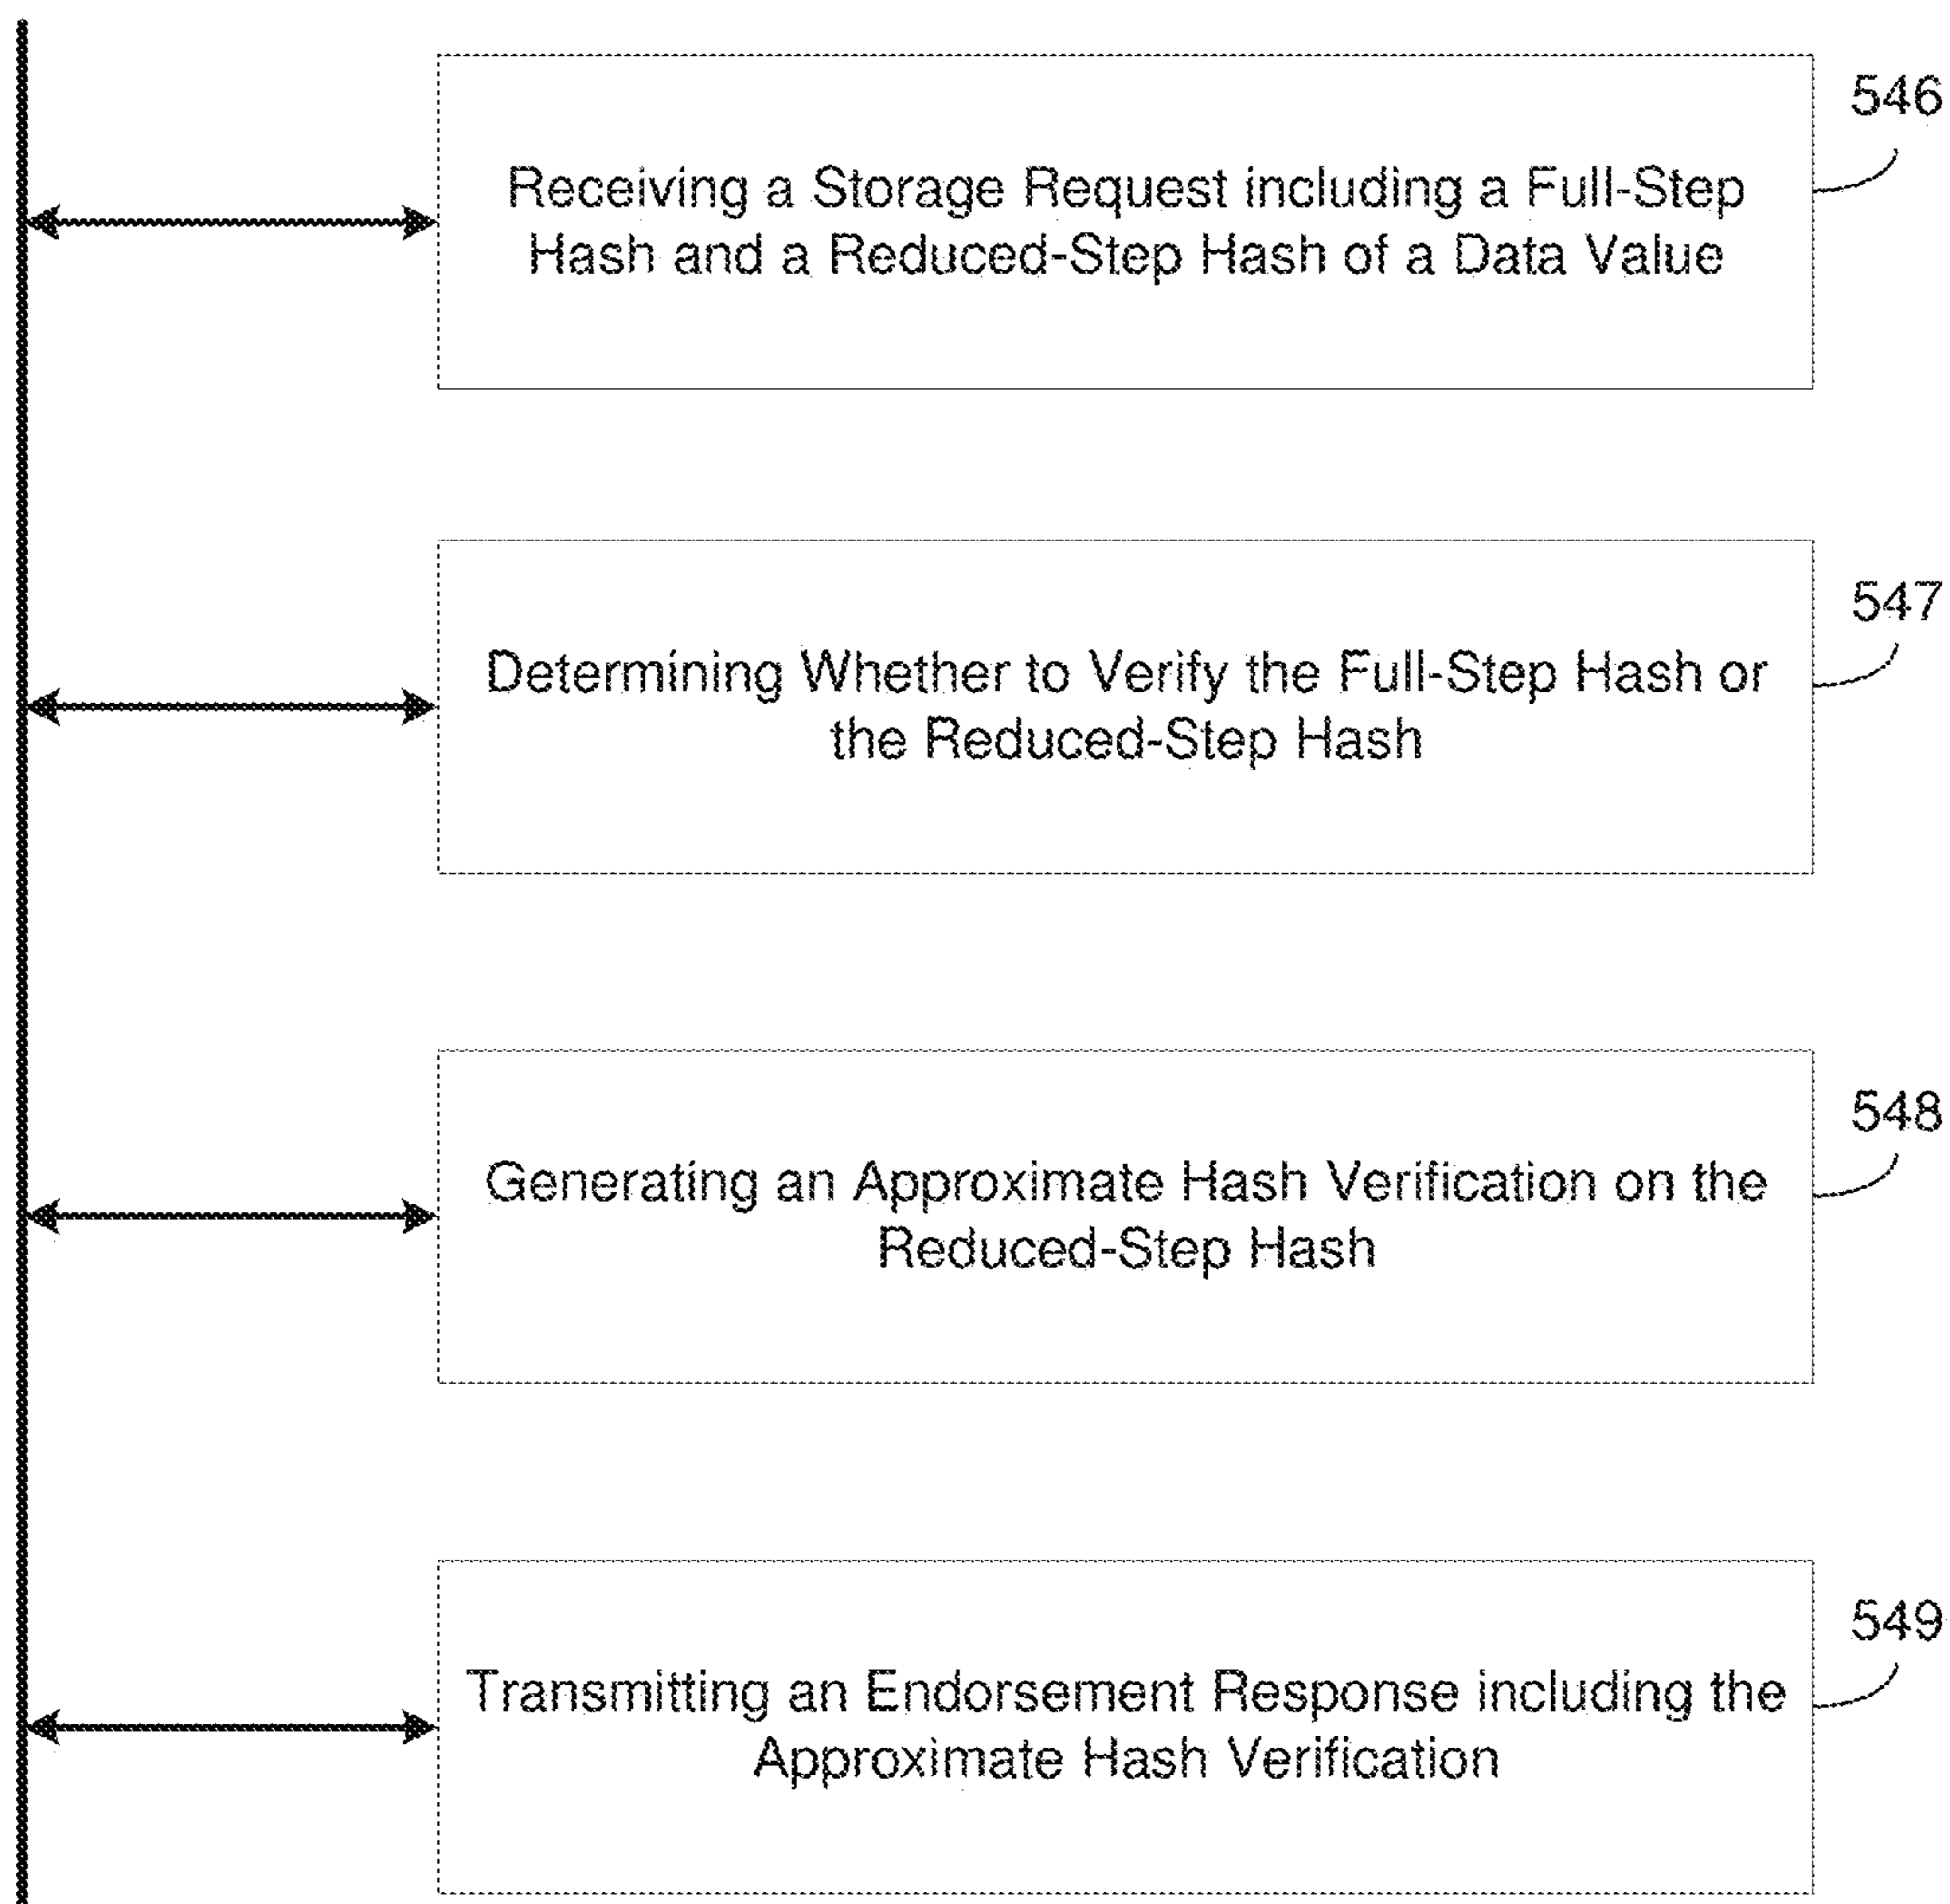 546
Receiving a Storage Request including a Full-Step
Hash and a Reduced-Step Hash of a Data Value
547
Determining Whether to Verify the Full-Step Hash or
the Reduced-Step Hash
548
Generating an Approximate Hash Verification on the
Reduced-Step Hash
549
Transmitting an Endorsement Response including the
Approximate Hash Verification